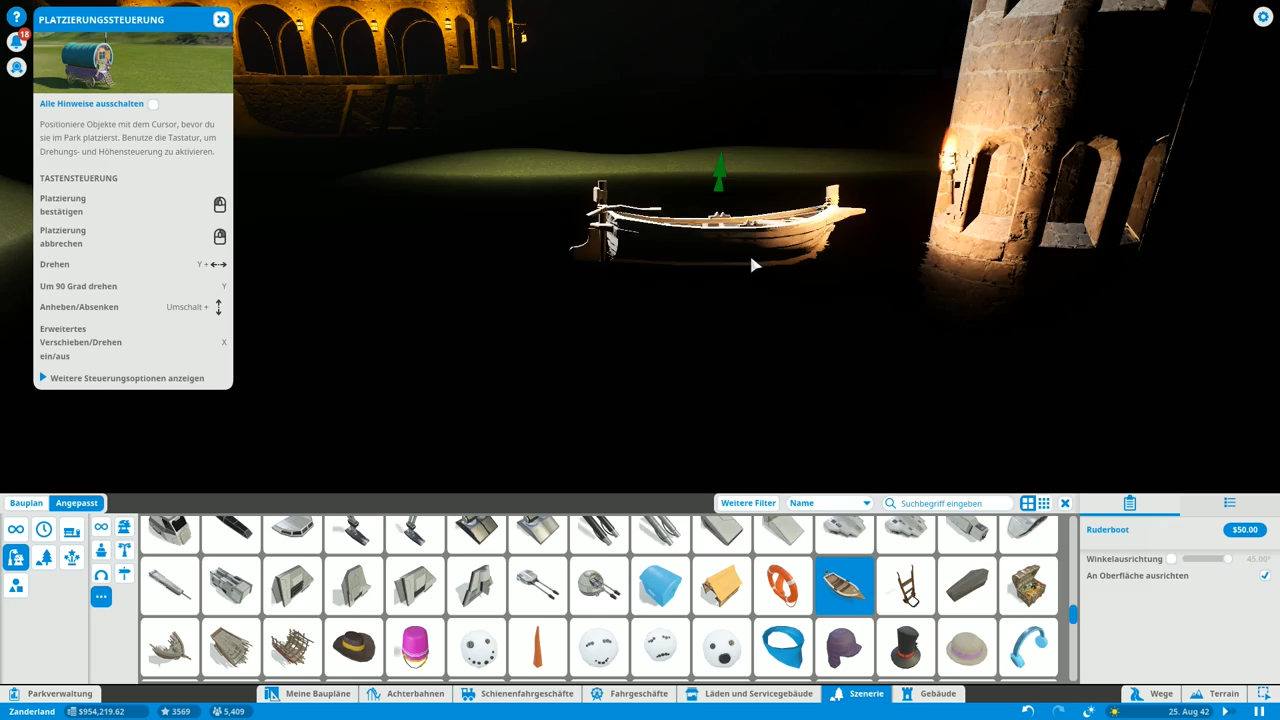 ?
PLATZIERUNGSSTEUERUNG
18
Alle Hinweise ausschalten
Positioniere Objekte mit dem Cursor, bevor du
sie im Park platzierst. Benutze die Tastatur, um
Drehungs- und Höhensteuerung zu aktivieren.
TASTENSTEUERUNG
Platzierung
bestätigen
Platzierung
abbrechen
Drehen Y +
Um 90 Grad drehen Y
Anheben/Absenken Umschalt +
Erweitertes
Verschieben/Drehen X
ein/aus
Weitere Steuerungsoptionen anzeigen
Bauplan Angepasst Weitere Filter Name Suchbegriff eingeben
Ruderboot $50.00
Winkelausrichtung 45.00°
An Oberfläche ausrichten
Parkverwaltung Meine Baupläne Achterbahnen Schienenfahrgeschäfte Fahrgeschäfte Läden und Servicegebäude Szenerie Gebäude Wege Terrain
Zanderland $954,219.62 3569 5,409 25. Aug 42